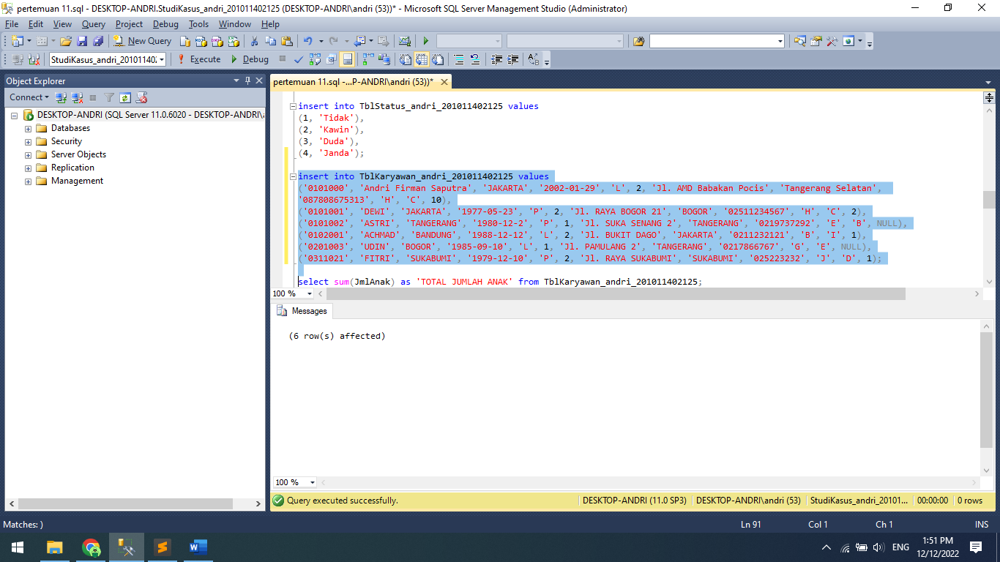 pertemuan 11.sql - DESKTOP-ANDRI.StudiKasus_andri_201011402125 (DESKTOP-ANDRI\andri (53))* - Microsoft SQL Server Management Studio (Administrator)
File Edit View Query Project Debug Tools Window Help
New Query
StudiKasus_andri_20101140: Execute Debug
Object Explorer
Connect
DESKTOP-ANDRI (SQL Server 11.0.6020 - DESKTOP-ANDRI\
Databases
Security
Server Objects
Replication
Management
pertemuan 11.sql -...P-ANDRI\andri (53))*
insert into TblStatus_andri_201011402125 values
(1, 'Tidak'),
(2, 'Kawin'),
(3, 'Duda'),
(4, 'Janda');
insert into TblKaryawan_andri_201011402125 values
('0101000', 'Andri Firman Saputra', 'JAKARTA', '2002-01-29', 'L', 2, 'Jl. AMD Babakan Pocis', 'Tangerang Selatan',
'087808675313', 'H', 'C', 10),
('0101001', 'DEWI', 'JAKARTA', '1977-05-23', 'P', 2, 'Jl. RAYA BOGOR 21', 'BOGOR', '02511234567', 'H', 'C', 2),
('0101002', 'ASTRI', 'TANGERANG', '1980-12-2', 'P', 1, 'Jl. SUKA SENANG 2', 'TANGERANG', '0219737292', 'E', 'B', NULL),
('0102001', 'ACHMAD', 'BANDUNG', '1988-12-12', 'L', 2, 'Jl. BUKIT DAGO', 'JAKARTA', '0211232121', 'B', 'I', 1),
('0201003', 'UDIN', 'BOGOR', '1985-09-10', 'L', 1, 'Jl. PAMULANG 2', 'TANGERANG', '0217866767', 'G', 'E', NULL),
('0311021', 'FITRI', 'SUKABUMI', '1979-12-10', 'P', 2, 'Jl. RAYA SUKABUMI', 'SUKABUMI', '025223232', 'J', 'D', 1);
select sum(JmlAnak) as 'TOTAL JUMLAH ANAK' from TblKaryawan_andri_201011402125;
100 %
Messages
(6 row(s) affected)
100 %
Query executed successfully. DESKTOP-ANDRI (11.0 SP3) DESKTOP-ANDRI\andri (53) StudiKasus_andri_20101... 00:00:00 0 rows
Matches: ) Ln 91 Col 1 Ch 1 INS
ENG
1:51 PM
12/12/2022